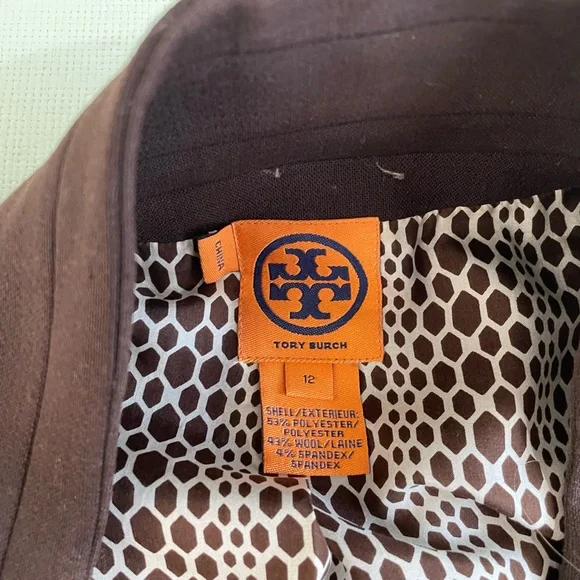 CHINA
TORY BURCH
12
SHELL/EXTERIEUR:
53% POLYESTER/
POLYESTER
43% WOOL/LAINE
4% SPANDEX/
SPANDEX